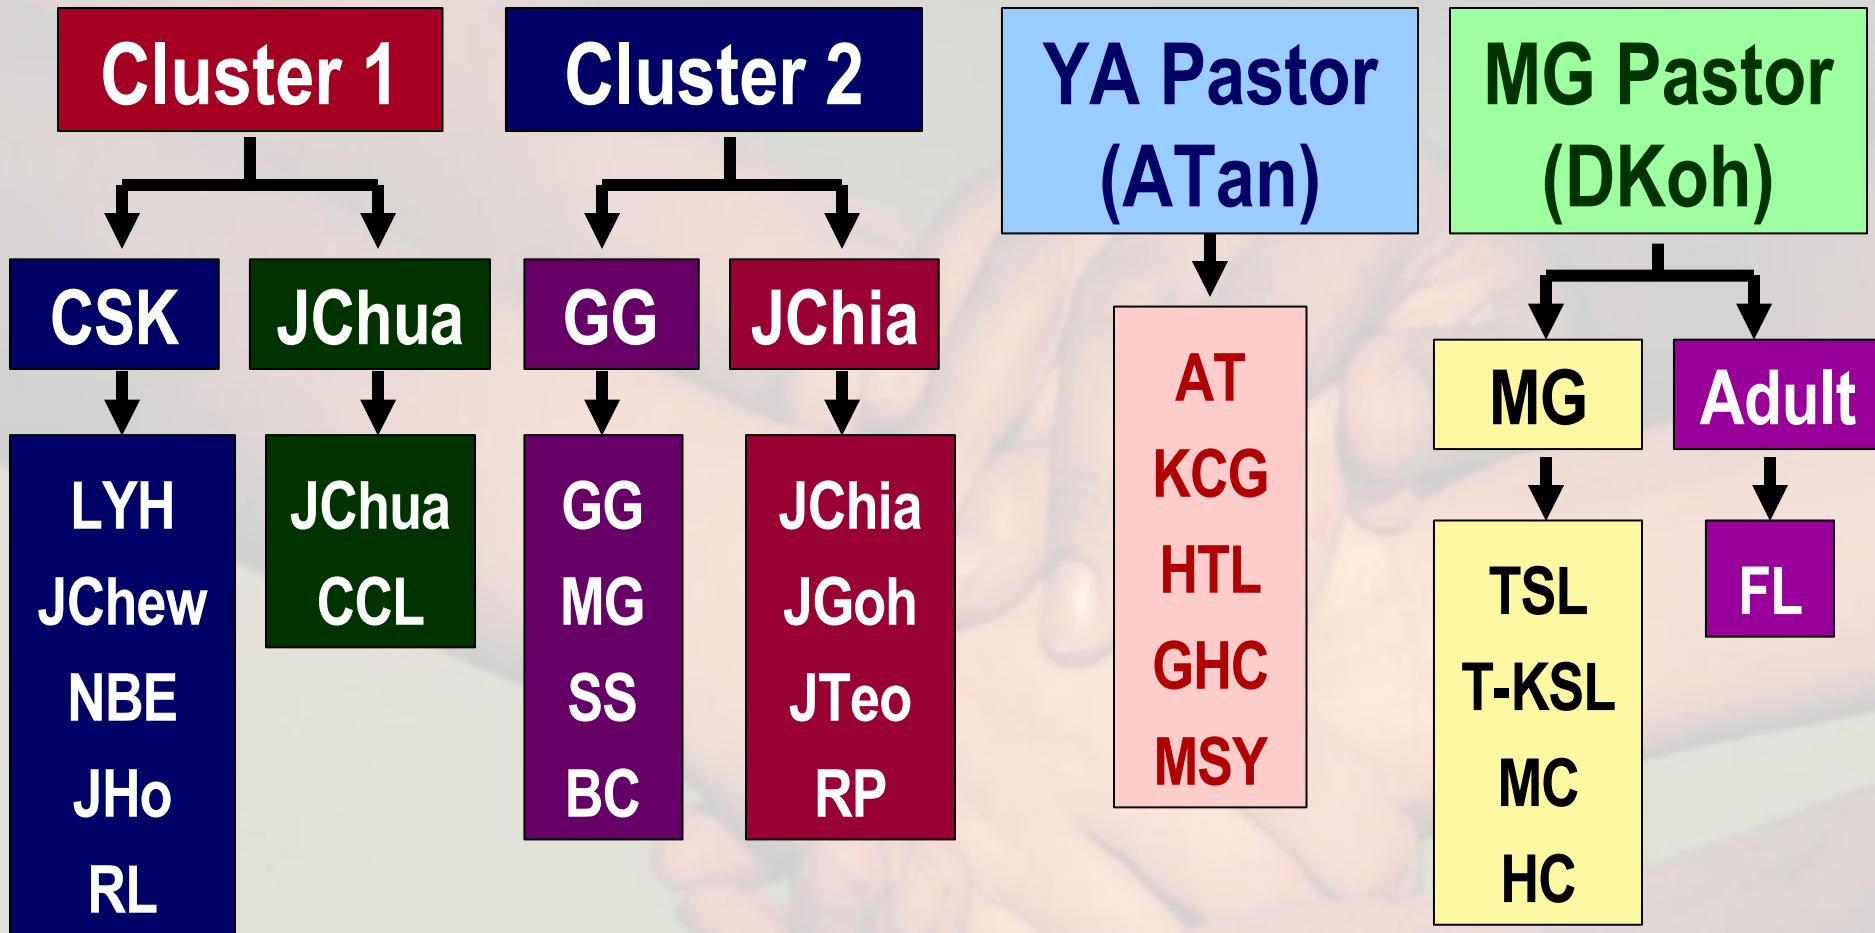 Cluster 1
CSK
LYH
JChew
NBE
JHo
RL
JChua
JChua
CCL
Cluster 2
GG
GG
MG
SS
BC
JChia
JChia
JGoh
JTeo
RP
YA Pastor
(ATan)
AT
KCG
HTL
GHC
MSY
MG Pastor
(DKoh)
MG
TSL
T-KSL
MC
HC
Adult
FL